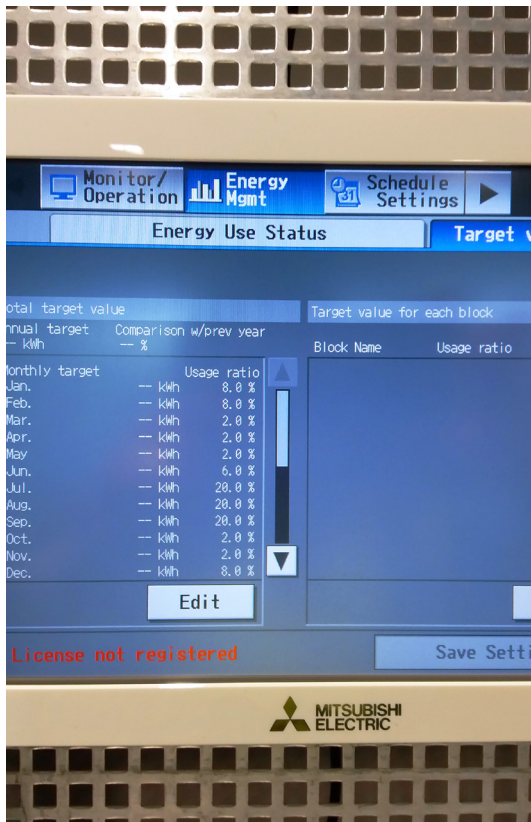 Monitor/
Operation
Energy
Mgmt
31
Schedule
Settings
Energy Use Status
Target
otal target value
nnual target Comparison w/prev year
-- kWh -- %
Monthly target Usage ratio
Jan. -- kWh 8.0 %
Feb. -- kWh 8.0 %
Mar. -- kWh 2.0 %
Apr. -- kWh 2.0 %
May -- kWh 2.0 %
Jun. -- kWh 6.0 %
Jul. -- kWh 20.0 %
Aug. -- kWh 20.0 %
Sep. -- kWh 20.0 %
Oct. -- kWh 2.0 %
Nov. -- kWh 2.0 %
Dec. -- kWh 8.0 %
Edit
Target value for each block
Block Name Usage ratio
License not registered
Save Setti
MITSUBISHI
ELECTRIC